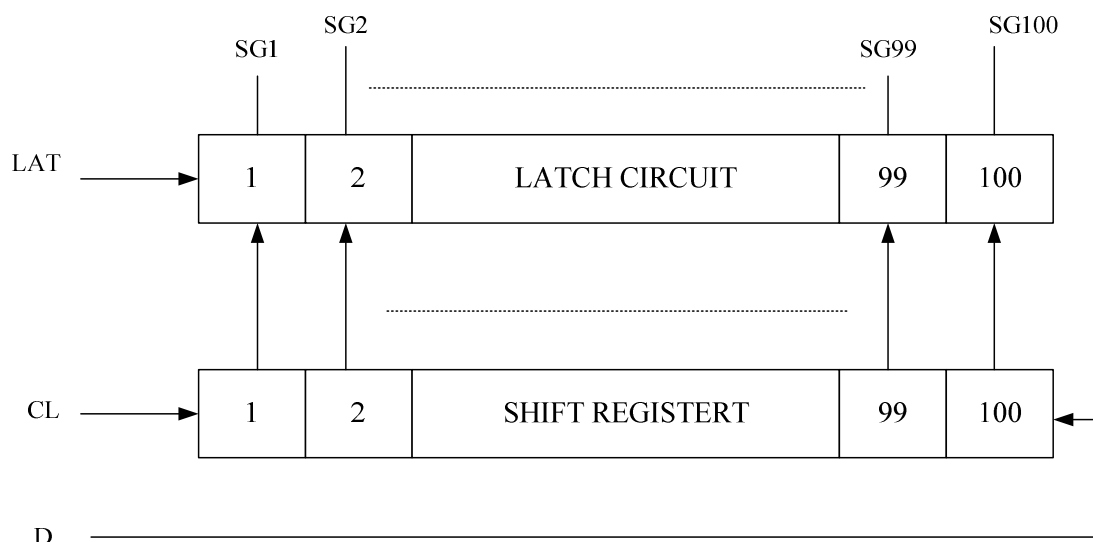 SG1 SG2 SG99 SG100
LAT 1 2 LATCH CIRCUIT 99 100
CL 1 2 SHIFT REGISTERT 99 100
D